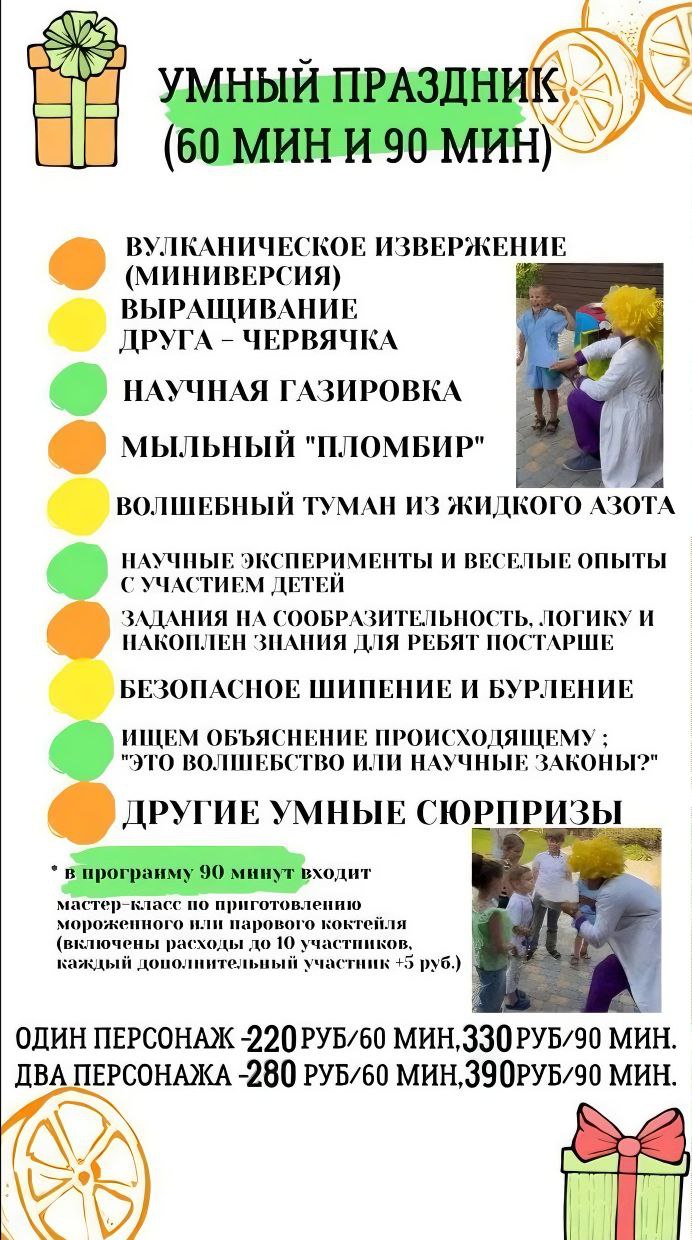 УМНЫЙ ПРАЗДНИК
(60 МИН И 90 МИН)
ВУЛКАНИЧЕСКОЕ ИЗВЕРЖЕНИЕ
(МИНИВЕРСИЯ)
ВЫРАЩИВАНИЕ
ДРУГА – ЧЕРВЯЧКА
НАУЧНАЯ ГАЗИРОВКА
МЫЛЬНЫЙ "ПЛОМБИР"
ВОЛШЕБНЫЙ ТУМАН ИЗ ЖИДКОГО АЗОТА
НАУЧНЫЕ ЭКСПЕРИМЕНТЫ И ВЕСЕЛЫЕ ОПЫТЫ
С УЧАСТИЕМ ДЕТЕЙ
ЗАДАНИЯ НА СООБРАЗИТЕЛЬНОСТЬ, ЛОГИКУ И
НАКОПЛЕН ЗНАНИЯ ДЛЯ РЕБЯТ ПОСТАРШЕ
БЕЗОПАСНОЕ ШИПЕНИЕ И БУРЛЕНИЕ
ИЩЕМ ОБЪЯСНЕНИЕ ПРОИСХОДЯЩЕМУ ;
"ЭТО ВОЛШЕБСТВО ИЛИ НАУЧНЫЕ ЗАКОНЫ?"
ДРУГИЕ УМНЫЕ СЮРПРИЗЫ
* в программу 90 минут входит
мастер-класс по приготовлению
мороженного или парового коктейля
(включены расходы до 10 участников,
каждый дополнительный участник +5 руб.)
ОДИН ПЕРСОНАЖ -220 РУБ/60 МИН,330 РУБ/90 МИН.
ДВА ПЕРСОНАЖА -280 РУБ/60 МИН,390РУБ/90 МИН.